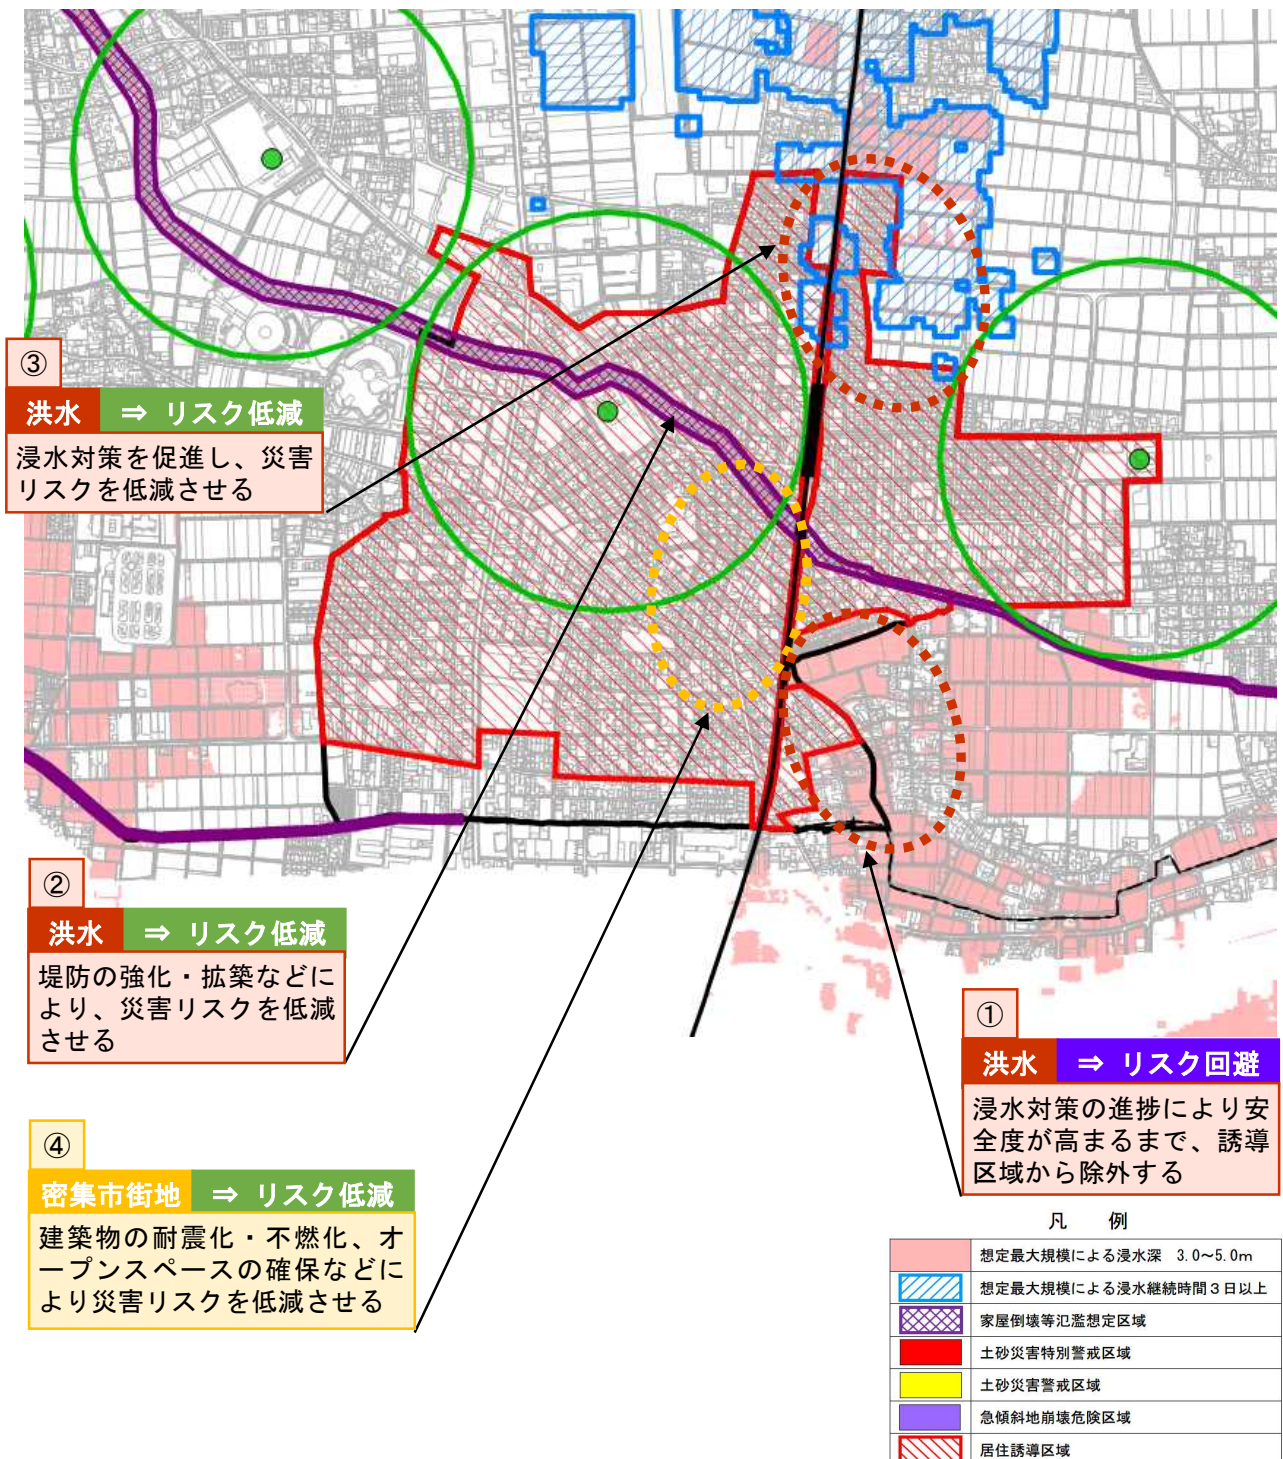 ③
洪水 ⇒ リスク低減
浸水対策を促進し、災害
リスクを低減させる
②
洪水 ⇒ リスク低減
堤防の強化・拡築などに
より、災害リスクを低減
させる
④
密集市街地 ⇒ リスク低減
建築物の耐震化・不燃化、オ
ープンスペースの確保などに
より災害リスクを低減させる
①
洪水 ⇒ リスク回避
浸水対策の進捗により安
全度が高まるまで、誘導
区域から除外する
凡 例
想定最大規模による浸水深 3.0~5.0m
想定最大規模による浸水継続時間3日以上
家屋倒壊等氾濫想定区域
土砂災害特別警戒区域
土砂災害警戒区域
急傾斜地崩壊危険区域
居住誘導区域